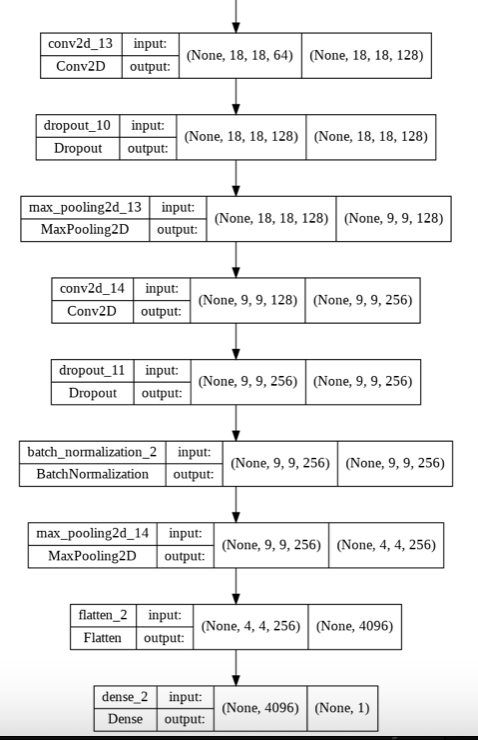 conv2d_13 input: (None, 18, 18, 64) (None, 18, 18, 128)
Conv2D output:
dropout_10 input: (None, 18, 18, 128) (None, 18, 18, 128)
Dropout output:
max_pooling2d_13 input: (None, 18, 18, 128) (None, 9, 9, 128)
MaxPooling2D output:
conv2d_14 input: (None, 9, 9, 128) (None, 9, 9, 256)
Conv2D output:
dropout_11 input: (None, 9, 9, 256) (None, 9, 9, 256)
Dropout output:
batch_normalization_2 input: (None, 9, 9, 256) (None, 9, 9, 256)
BatchNormalization output:
max_pooling2d_14 input: (None, 9, 9, 256) (None, 4, 4, 256)
MaxPooling2D output:
flatten_2 input: (None, 4, 4, 256) (None, 4096)
Flatten output:
dense_2 input: (None, 4096) (None, 1)
Dense output: